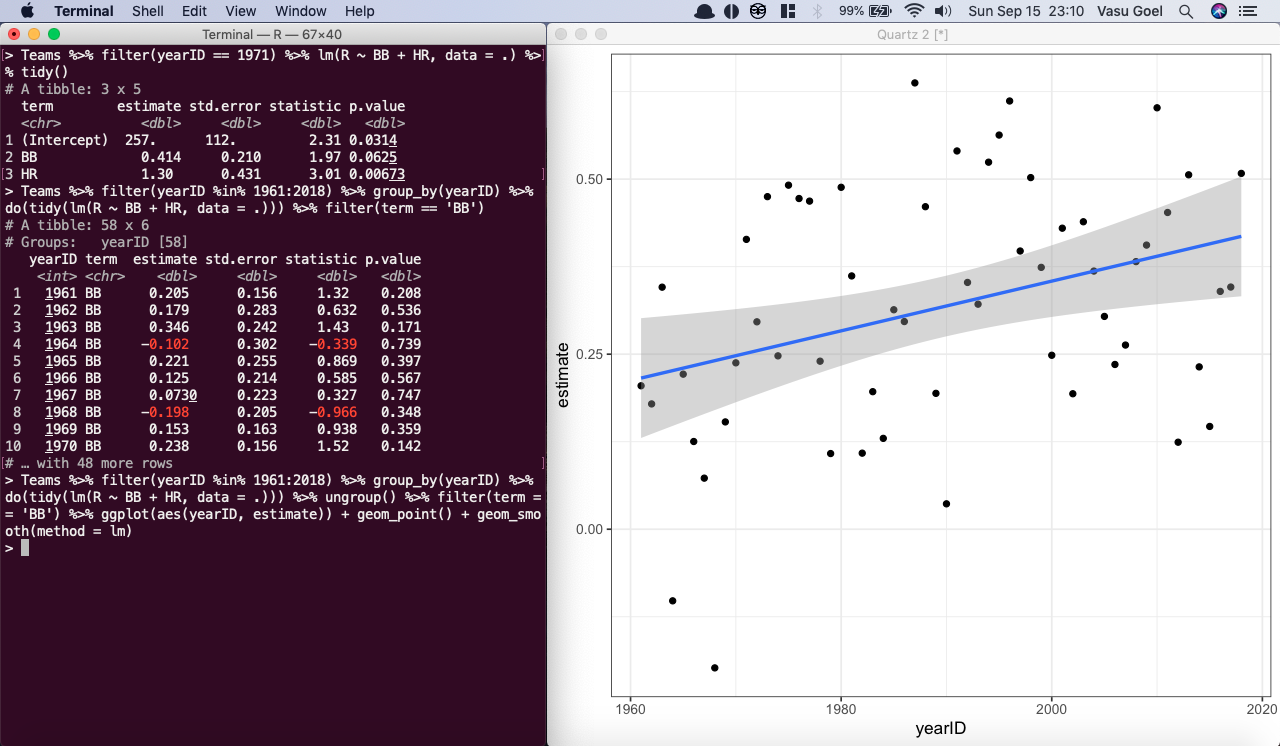 Terminal Shell Edit View Window Help 99% Sun Sep 15 23:10 Vasu Goel
Terminal — R — 67×40
> Teams %>% filter(yearID == 1971) %>% lm(R ~ BB + HR, data = .) %>
% tidy()
# A tibble: 3 x 5
term estimate std.error statistic p.value
<chr> <dbl> <dbl> <dbl> <dbl>
1 (Intercept) 257. 112. 2.31 0.0314
2 BB 0.414 0.210 1.97 0.0625
3 HR 1.30 0.431 3.01 0.00673
> Teams %>% filter(yearID %in% 1961:2018) %>% group_by(yearID) %>%
do(tidy(lm(R ~ BB + HR, data = .))) %>% filter(term == 'BB')
# A tibble: 58 x 6
# Groups: yearID [58]
yearID term estimate std.error statistic p.value
<int> <chr> <dbl> <dbl> <dbl> <dbl>
1 1961 BB 0.205 0.156 1.32 0.208
2 1962 BB 0.179 0.283 0.632 0.536
3 1963 BB 0.346 0.242 1.43 0.171
4 1964 BB −0.102 0.302 −0.339 0.739
5 1965 BB 0.221 0.255 0.869 0.397
6 1966 BB 0.125 0.214 0.585 0.567
7 1967 BB 0.0730 0.223 0.327 0.747
8 1968 BB −0.198 0.205 −0.966 0.348
9 1969 BB 0.153 0.163 0.938 0.359
10 1970 BB 0.238 0.156 1.52 0.142
# … with 48 more rows
> Teams %>% filter(yearID %in% 1961:2018) %>% group_by(yearID) %>%
do(tidy(lm(R ~ BB + HR, data = .))) %>% ungroup() %>% filter(term =
= 'BB') %>% ggplot(aes(yearID, estimate)) + geom_point() + geom_smo
oth(method = lm)
>
Quartz 2 [*]
estimate
0.50
0.25
0.00
1960 1980 2000 2020
yearID